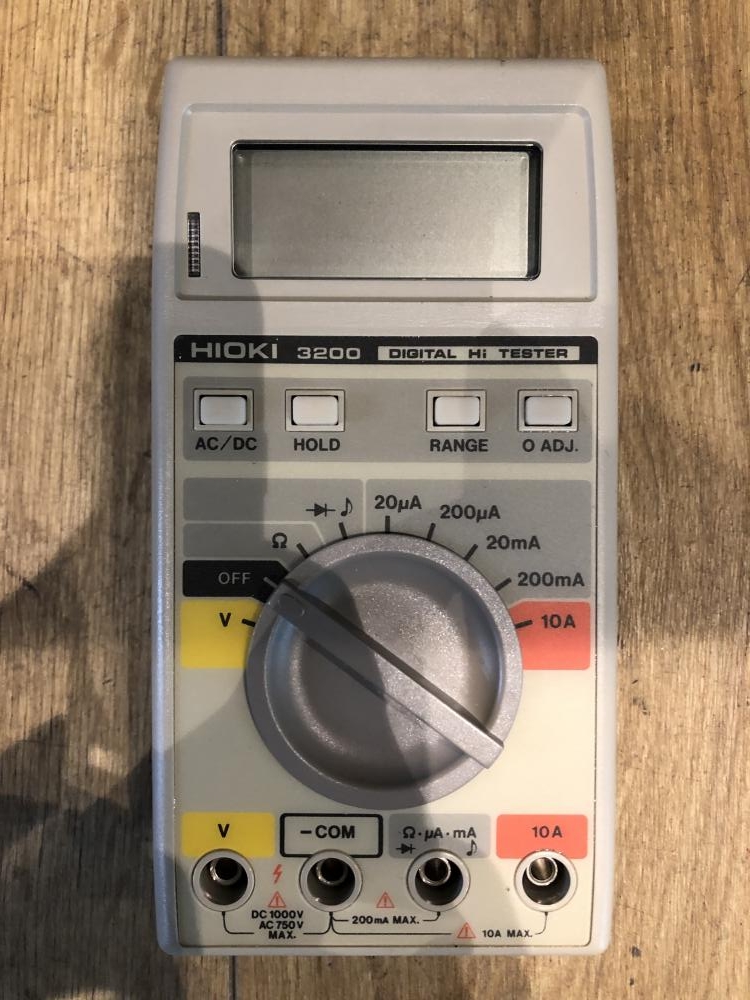 HIOKI 3200 DIGITAL Hi TESTER
AC/DC HOLD RANGE O ADJ.
20μA
200μA
Ω
20mA
OFF
200mA
V
10A
V
-COM
Ω·μA·mA
10A
DC 1000V
AC 750V
MAX.
200mA MAX.
10A MAX.